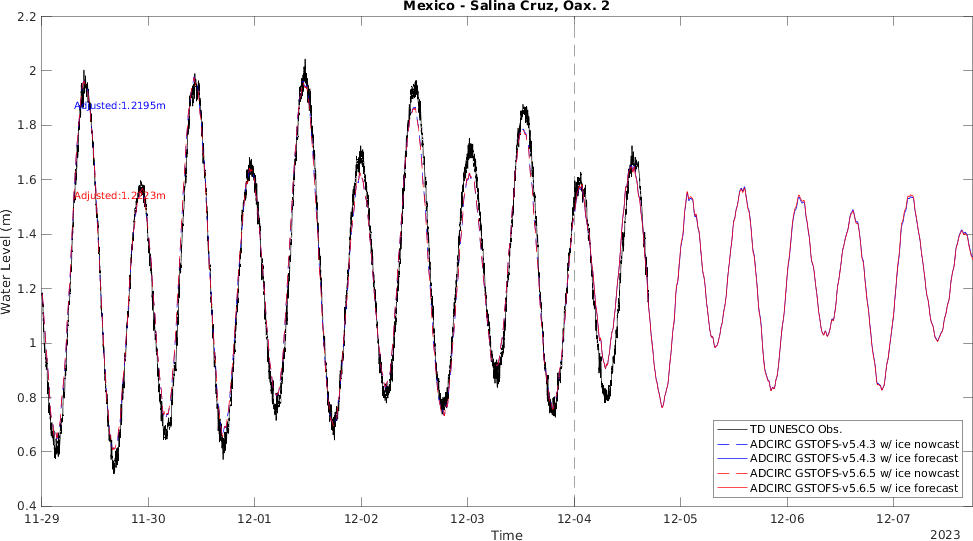 Mexico - Salina Cruz, Oax. 2
2.2
2
1.8
1.6
1.4
1.2
1
0.8
0.6
0.4
Water Level (m)
Adjusted:1.2195m
TD UNESCO Obs.
ADCIRC GSTOFS-v5.4.3 w/ ice nowcast
ADCIRC GSTOFS-v5.4.3 w/ ice forecast
ADCIRC GSTOFS-v5.6.5 w/ ice nowcast
ADCIRC GSTOFS-v5.6.5 w/ ice forecast
11-29
11-30
12-01
12-02
12-03
12-04
12-05
12-06
12-07
Time
2023